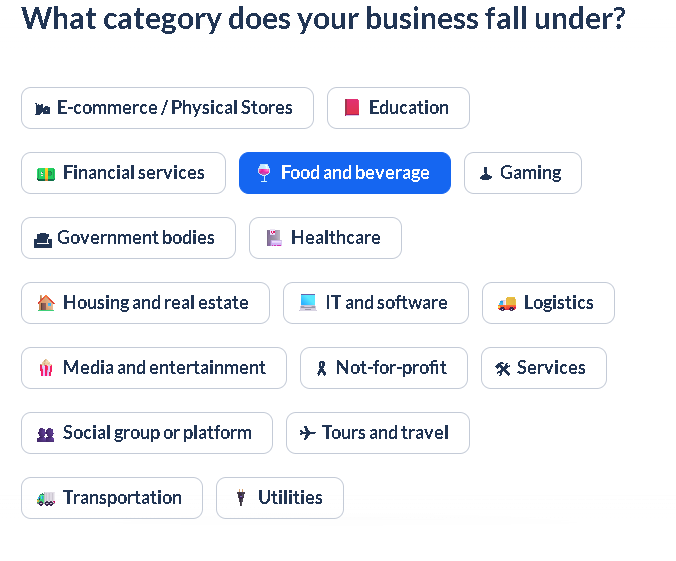 What category does your business fall under?
E-commerce / Physical Stores Education
Financial services Food and beverage Gaming
Government bodies Healthcare
Housing and real estate IT and software Logistics
Media and entertainment Not-for-profit Services
Social group or platform Tours and travel
Transportation Utilities